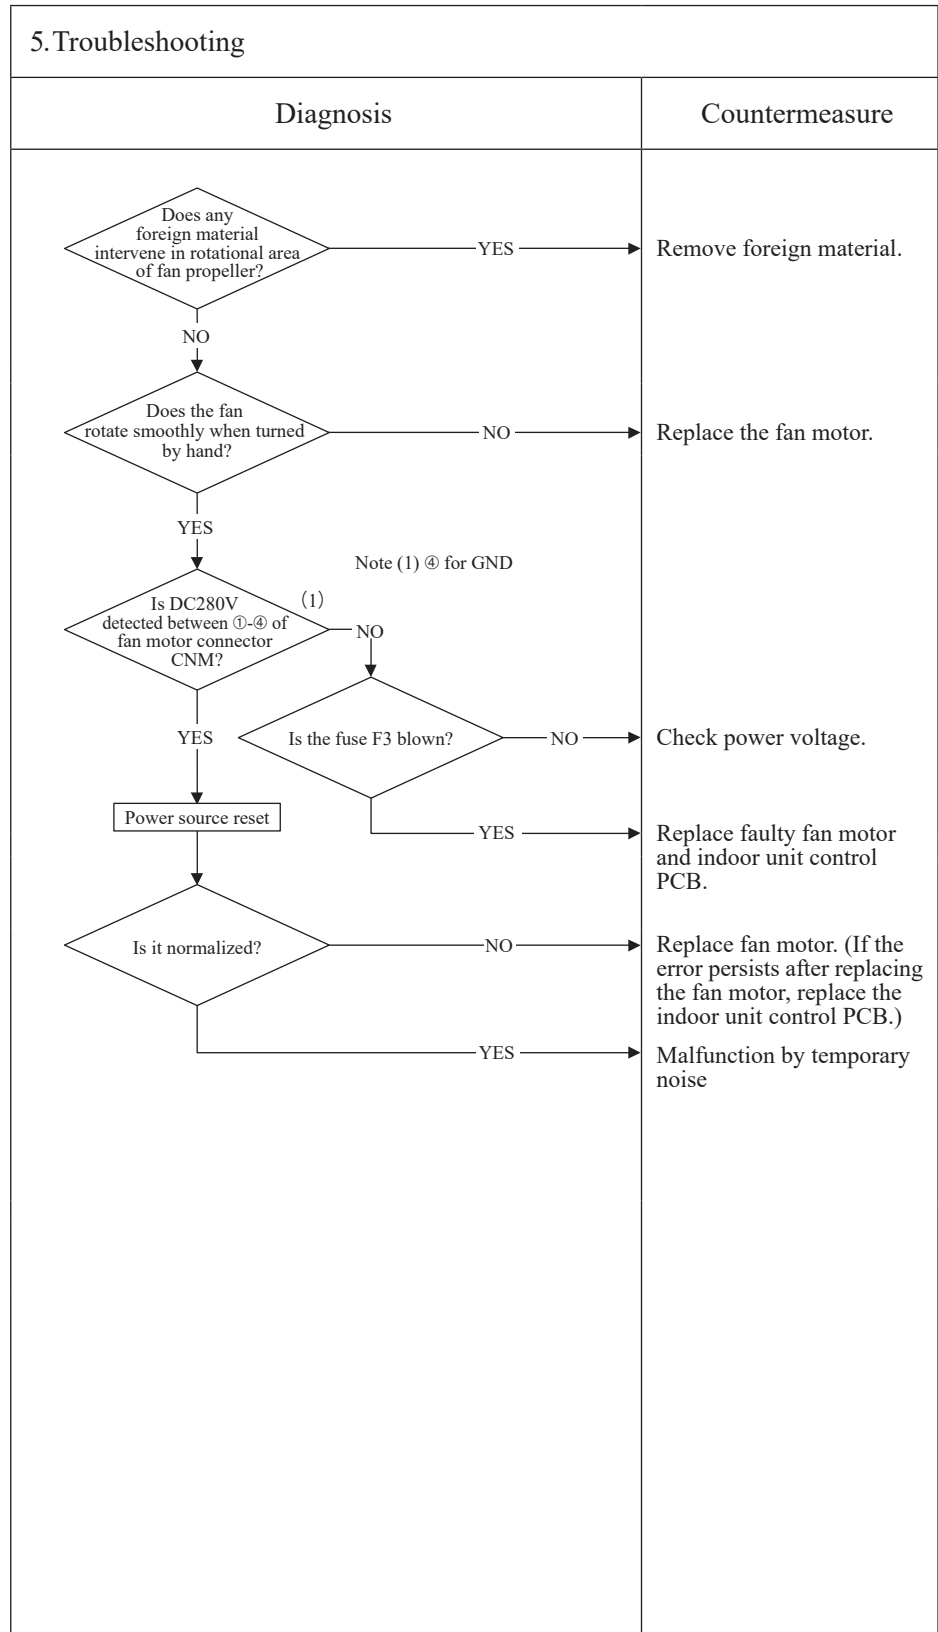 5.Troubleshooting
Diagnosis
Countermeasure
Does any
foreign material
intervene in rotational area
of fan propeller?
YES
Remove foreign material.
NO
Does the fan
rotate smoothly when turned
by hand?
NO
Replace the fan motor.
YES
Note (1) ④ for GND
Is DC280V
detected between ①-④ of
fan motor connector
CNM?
(1)
NO
YES
Is the fuse F3 blown?
NO
Check power voltage.
Power source reset
YES
Replace faulty fan motor
and indoor unit control
PCB.
Is it normalized?
NO
Replace fan motor. (If the
error persists after replacing
the fan motor, replace the
indoor unit control PCB.)
YES
Malfunction by temporary
noise